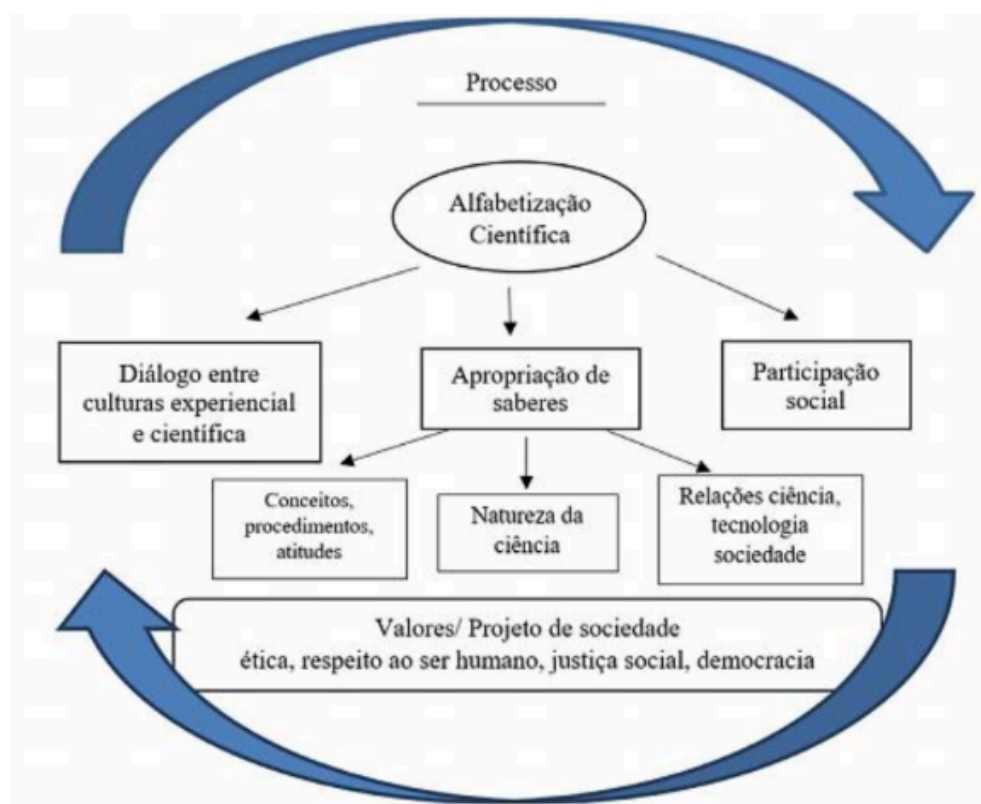 Processo
Alfabetização
Científica
Diálogo entre
culturas experiencial
e científica
Apropriação de
saberes
Participação
social
Conceitos,
procedimentos,
atitudes
Natureza da
ciência
Relações ciência,
tecnologia
sociedade
Valores/ Projeto de sociedade
ética, respeito ao ser humano, justiça social, democracia